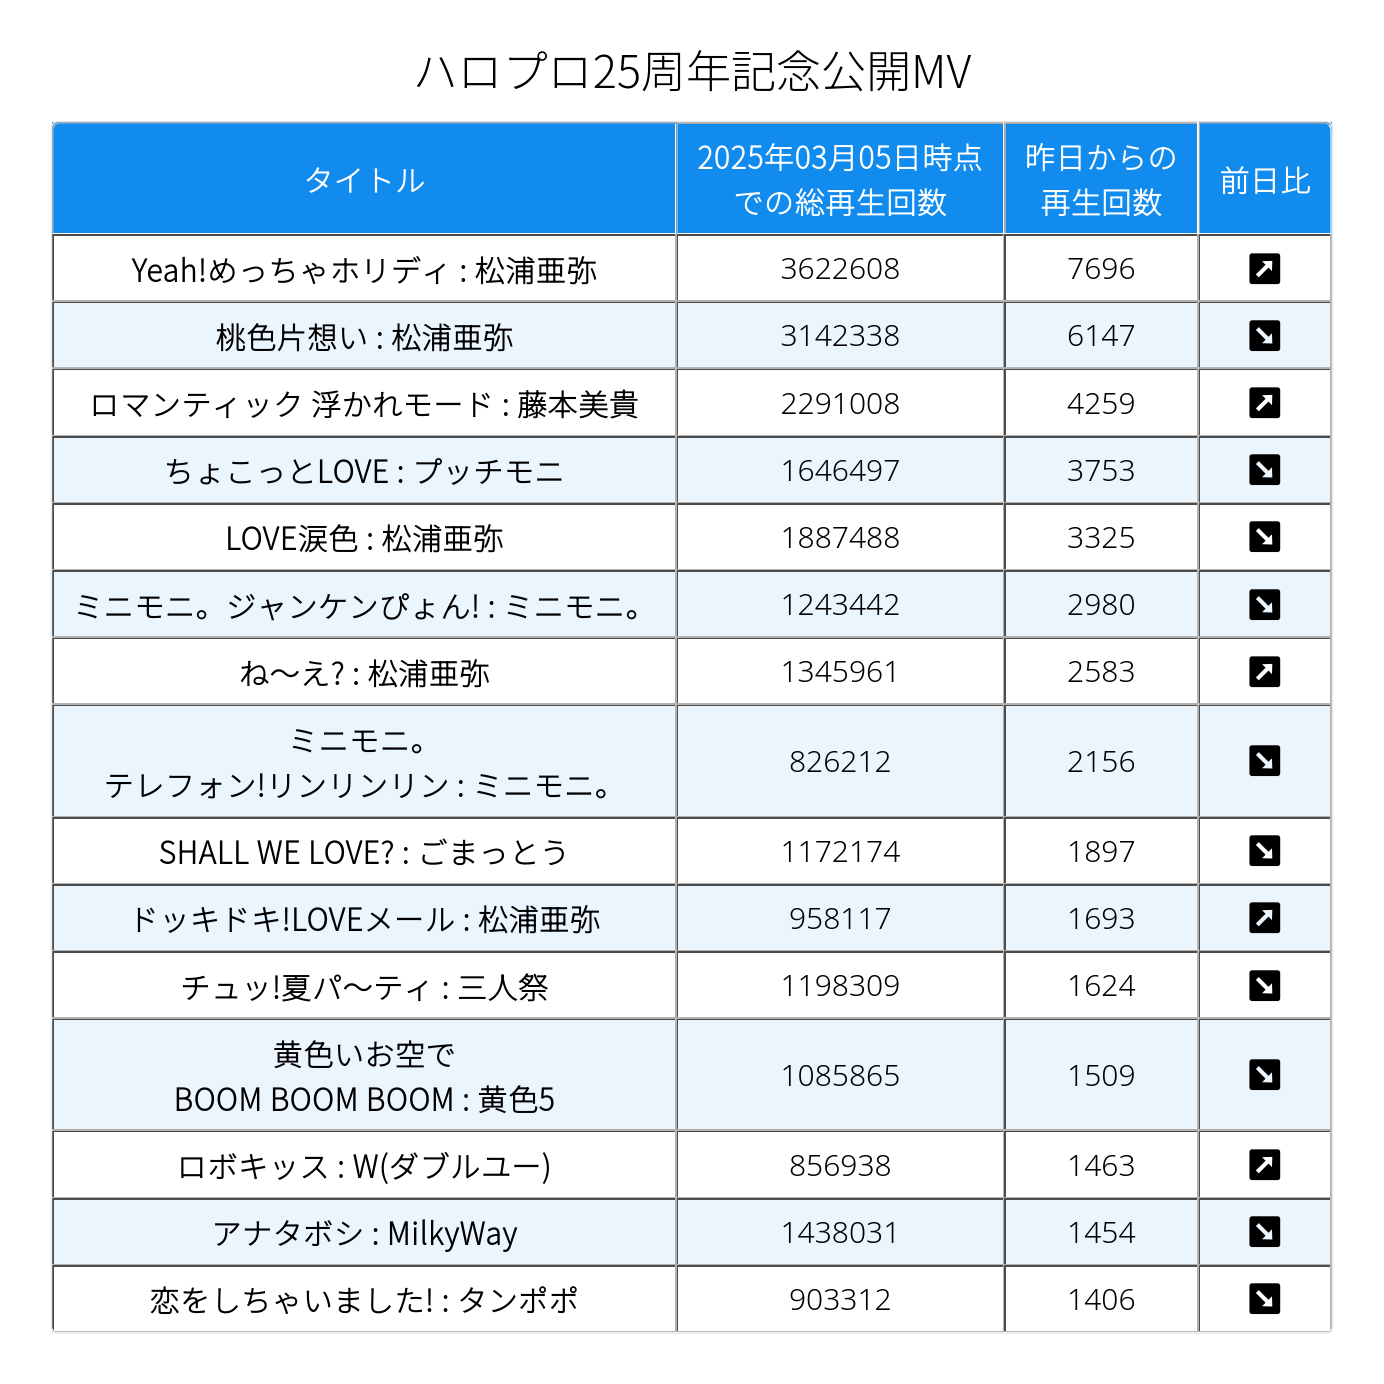 ハロプロ25周年記念公開MV
タイトル
2025年03月05日時点
での総再生回数
昨日からの
再生回数
前日比
Yeah!めっちゃホリディ : 松浦亜弥 3622608 7696 ↗
桃色片想い : 松浦亜弥 3142338 6147 ↘
ロマンティック 浮かれモード : 藤本美貴 2291008 4259 ↗
ちょこっとLOVE : プッチモニ 1646497 3753 ↘
LOVE涙色 : 松浦亜弥 1887488 3325 ↘
ミニモニ。ジャンケンぴょん! : ミニモニ。 1243442 2980 ↘
ね～え? : 松浦亜弥 1345961 2583 ↗
ミニモニ。
テレフォン!リンリンリン : ミニモニ。 826212 2156 ↘
SHALL WE LOVE? : ごまっとう 1172174 1897 ↘
ドッキドキ!LOVEメール : 松浦亜弥 958117 1693 ↗
チュッ!夏パ～ティ : 三人祭 1198309 1624 ↘
黄色いお空で
BOOM BOOM BOOM : 黄色5 1085865 1509 ↘
ロボキッス : W(ダブルユー) 856938 1463 ↗
アナタボシ : MilkyWay 1438031 1454 ↘
恋をしちゃいました! : タンポポ 903312 1406 ↘